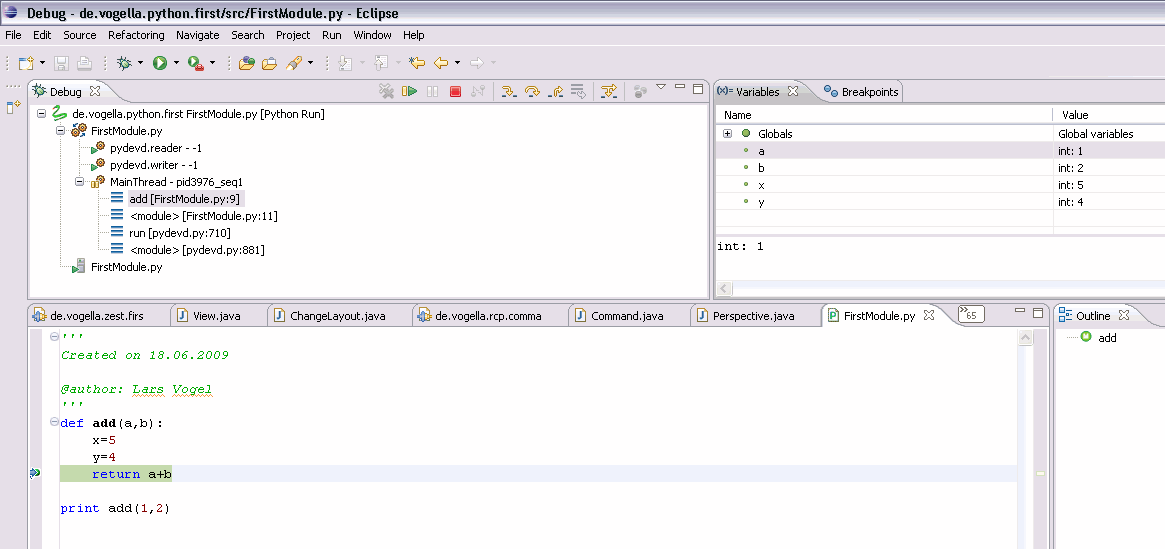 Debug - de.vogella.python.first/src/FirstModule.py - Eclipse
File Edit Source Refactoring Navigate Search Project Run Window Help
Debug
de.vogella.python.first FirstModule.py [Python Run]
FirstModule.py
pydevd.reader - -1
pydevd.writer - -1
MainThread - pid3976_seq1
add [FirstModule.py:9]
<module> [FirstModule.py:11]
run [pydevd.py:710]
<module> [pydevd.py:881]
FirstModule.py
(x)= Variables Breakpoints
Name Value
Globals Global variables
a int: 1
b int: 2
x int: 5
y int: 4
int: 1
de.vogella.zest.firs View.java ChangeLayout.java de.vogella.rcp.comma Command.java Perspective.java FirstModule.py »65
'''
Created on 18.06.2009
@author: Lars Vogel
'''
def add(a,b):
x=5
y=4
return a+b
print add(1,2)
Outline
add